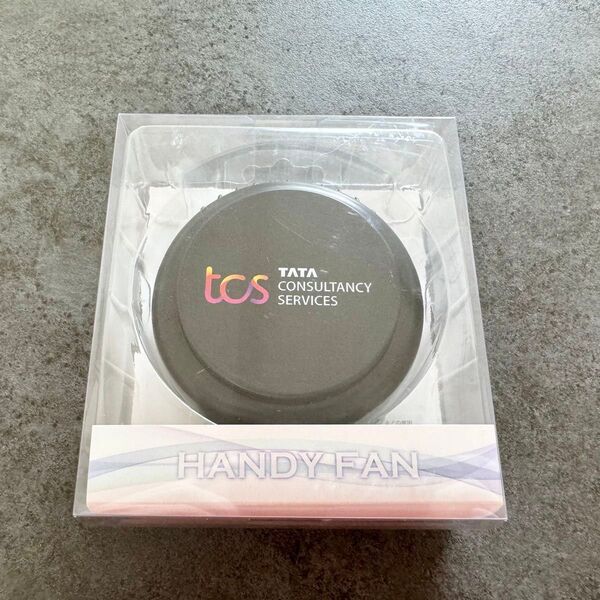 tcs
TATA
CONSULTANCY
SERVICES
HANDY FAN